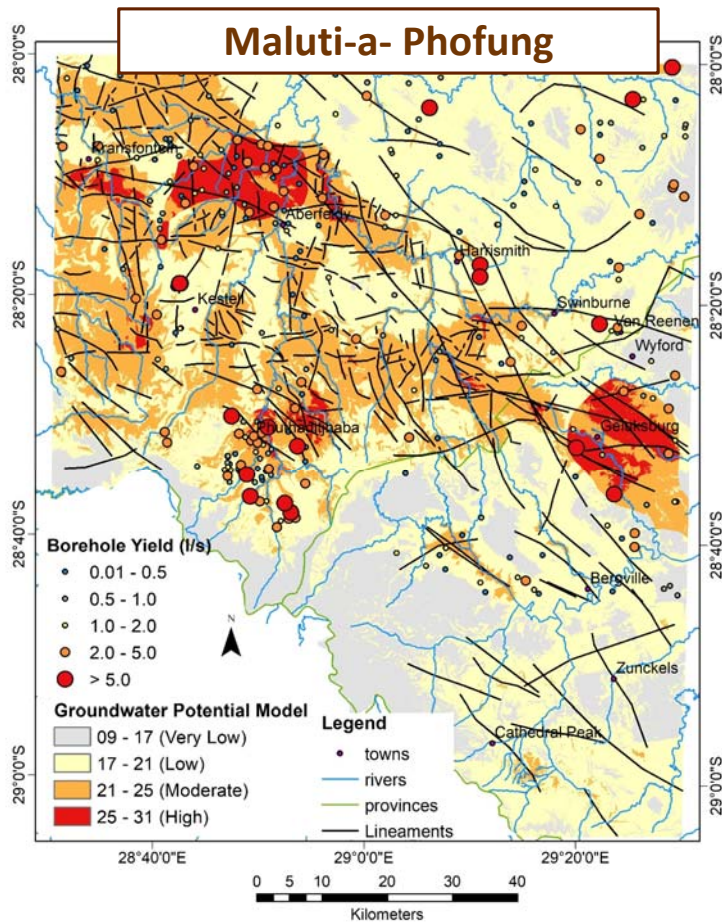 Maluti-a- Phofung
28°0'0"S
28°0'0"S
Kransfontein
Aberfeldy
Harrismith
28°20'0"S
28°20'0"S
Kestell
Swinburne
Van Reenen
Wyford
Phuthaditjhaba
Geluksburg
28°40'0"S
28°40'0"S
Borehole Yield (l/s)
0.01 - 0.5
0.5 - 1.0
1.0 - 2.0
2.0 - 5.0
> 5.0
N
Bergville
Zunckels
Groundwater Potential Model
09 - 17 (Very Low)
17 - 21 (Low)
21 - 25 (Moderate)
25 - 31 (High)
Legend
towns
rivers
provinces
Lineaments
Cathedral Peak
29°0'0"S
29°0'0"S
28°40'0"E
29°0'0"E
29°20'0"E
0 5 10 20 30 40
Kilometers